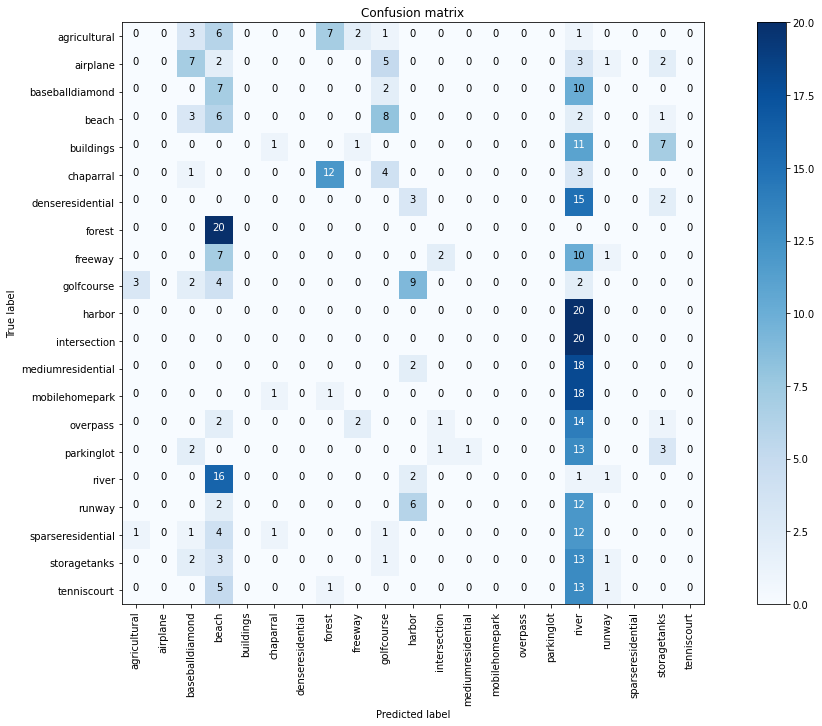 Confusion matrix
True label
agricultural 0 0 3 6 0 0 0 7 2 1 0 0 0 0 0 0 1 0 0 0 0
airplane 0 0 7 2 0 0 0 0 0 5 0 0 0 0 0 0 3 1 0 2 0
baseballdiamond 0 0 0 7 0 0 0 0 0 2 0 0 0 0 0 0 10 0 0 0 0
beach 0 0 3 6 0 0 0 0 0 8 0 0 0 0 0 0 2 0 0 1 0
buildings 0 0 0 0 0 1 0 0 1 0 0 0 0 0 0 0 11 0 0 7 0
chaparral 0 0 1 0 0 0 0 12 0 4 0 0 0 0 0 0 3 0 0 0 0
denseresidential 0 0 0 0 0 0 0 0 0 0 3 0 0 0 0 0 15 0 0 2 0
forest 0 0 0 20 0 0 0 0 0 0 0 0 0 0 0 0 0 0 0 0 0
freeway 0 0 0 7 0 0 0 0 0 0 0 2 0 0 0 0 10 1 0 0 0
golfcourse 3 0 2 4 0 0 0 0 0 0 9 0 0 0 0 0 2 0 0 0 0
harbor 0 0 0 0 0 0 0 0 0 0 0 0 0 0 0 0 20 0 0 0 0
intersection 0 0 0 0 0 0 0 0 0 0 0 0 0 0 0 0 20 0 0 0 0
mediumresidential 0 0 0 0 0 0 0 0 0 0 2 0 0 0 0 0 18 0 0 0 0
mobilehomepark 0 0 0 0 0 1 0 1 0 0 0 0 0 0 0 0 18 0 0 0 0
overpass 0 0 0 2 0 0 0 0 2 0 0 1 0 0 0 0 14 0 0 1 0
parkinglot 0 0 2 0 0 0 0 0 0 0 0 1 1 0 0 0 13 0 0 3 0
river 0 0 0 16 0 0 0 0 0 0 2 0 0 0 0 0 1 1 0 0 0
runway 0 0 0 2 0 0 0 0 0 0 6 0 0 0 0 0 12 0 0 0 0
sparseresidential 1 0 1 4 0 1 0 0 0 1 0 0 0 0 0 0 12 0 0 0 0
storagetanks 0 0 2 3 0 0 0 0 0 1 0 0 0 0 0 0 13 1 0 0 0
tenniscourt 0 0 0 5 0 0 0 1 0 0 0 0 0 0 0 0 13 1 0 0 0
agricultural
airplane
baseballdiamond
beach
buildings
chaparral
denseresidential
forest
freeway
golfcourse
harbor
intersection
mediumresidential
mobilehomepark
overpass
parkinglot
river
runway
sparseresidential
storagetanks
tenniscourt
Predicted label
20.0
17.5
15.0
12.5
10.0
7.5
5.0
2.5
0.0